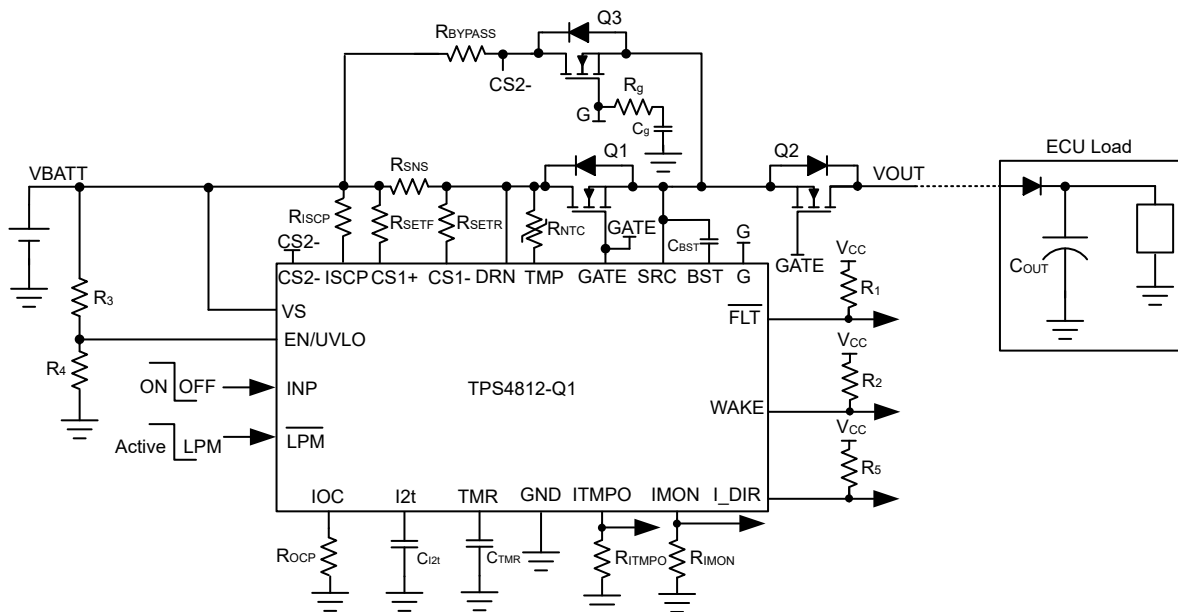 Q3
RBYPASS
CS2-
Rg
G
Cg
VBATT
RSNS
Q1
Q2
VOUT
ECU Load
RISCP
RSETF
RSETR
RNTC
GATE
CBST
G
GATE
COUT
CS2-
CS2- ISCP CS1+ CS1- DRN TMP GATE SRC BST G
VCC
R1
R3
VS
FLT
EN/UVLO
VCC
R4
R2
ON OFF
INP
TPS4812-Q1
WAKE
VCC
Active LPM
LPM
R5
IOC I2t TMR GND ITMPO IMON I_DIR
ROCP
CI2t
CTMR
RITMPO
RIMON